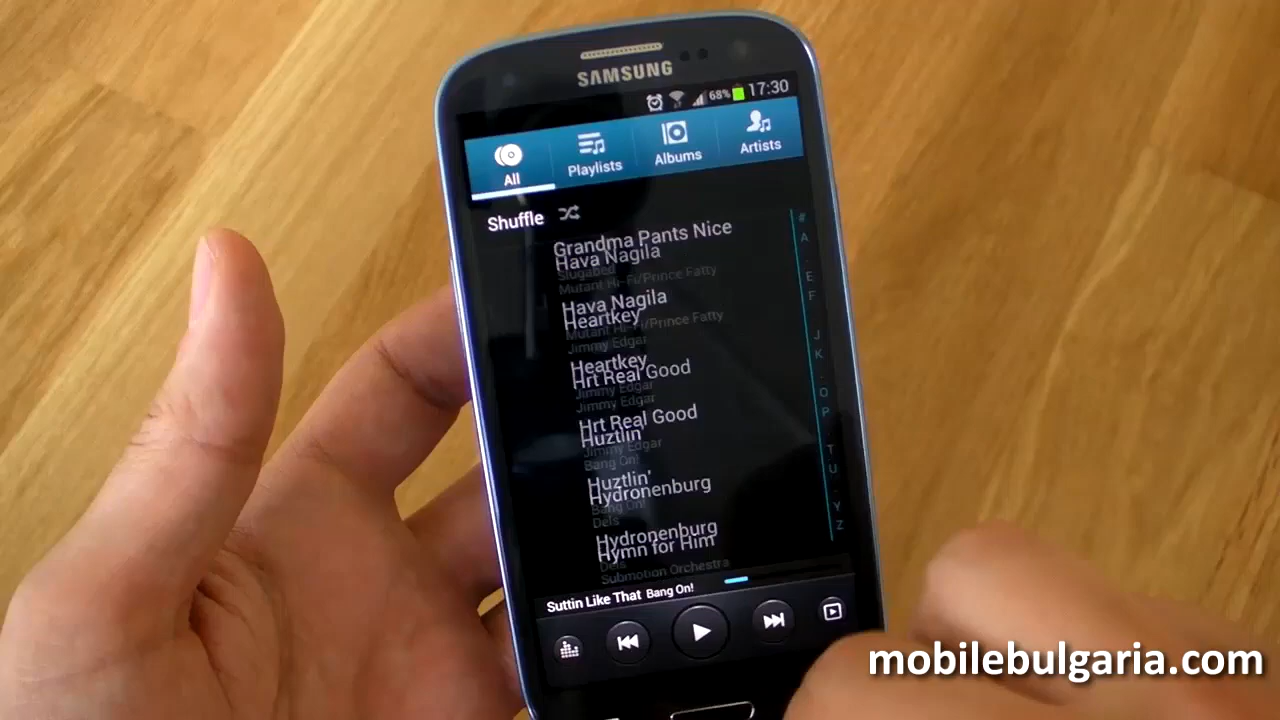 SAMSUNG
68% 17:30
All Playlists Albums Artists
Shuffle
Grandma Pants Nice
Hava Nagila
Slugabed
Mutant Hi-Fi/Prince Fatty
Hava Nagila
Heartkey
Mutant Hi-Fi/Prince Fatty
Jimmy Edgar
Heartkey
Hrt Real Good
Jimmy Edgar
Jimmy Edgar
Hrt Real Good
Huztlin'
Jimmy Edgar
Bang On!
Huztlin'
Hydronenburg
Bang On!
Dels
Hydronenburg
Hymn for Him
Dels
Submotion Orchestra
#
A
E
F
J
K
O
P
T
U
Y
Z
Suttin Like That Bang On!
mobilebulgaria.com